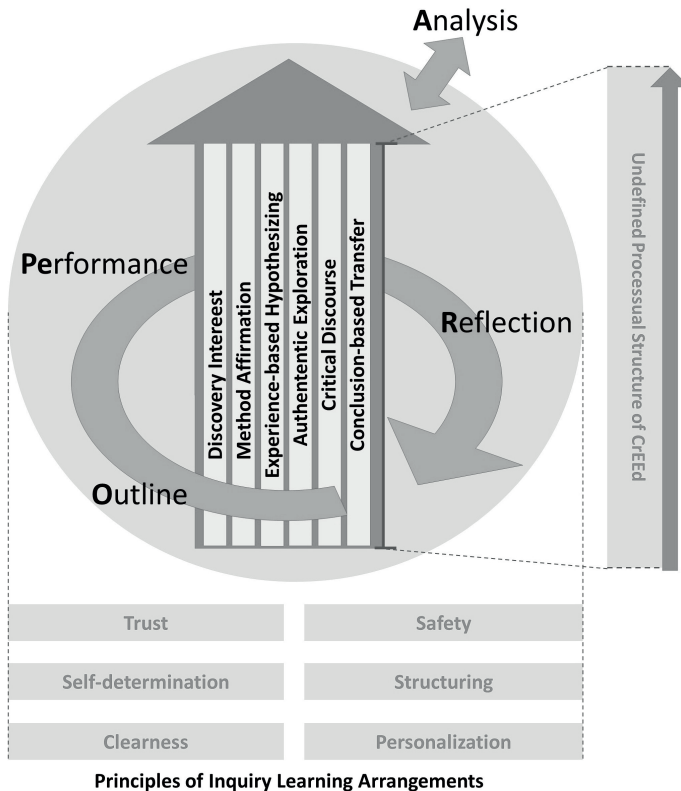 Analysis
Performance
Reflection
Outline
Discovery Intereest
Method Affirmation
Experience-based Hypothesizing
Authententic Exploration
Critical Discourse
Conclusion-based Transfer
Undefined Processual Structure of CrEEd
Trust
Safety
Self-determination
Structuring
Clearness
Personalization
Principles of Inquiry Learning Arrangements